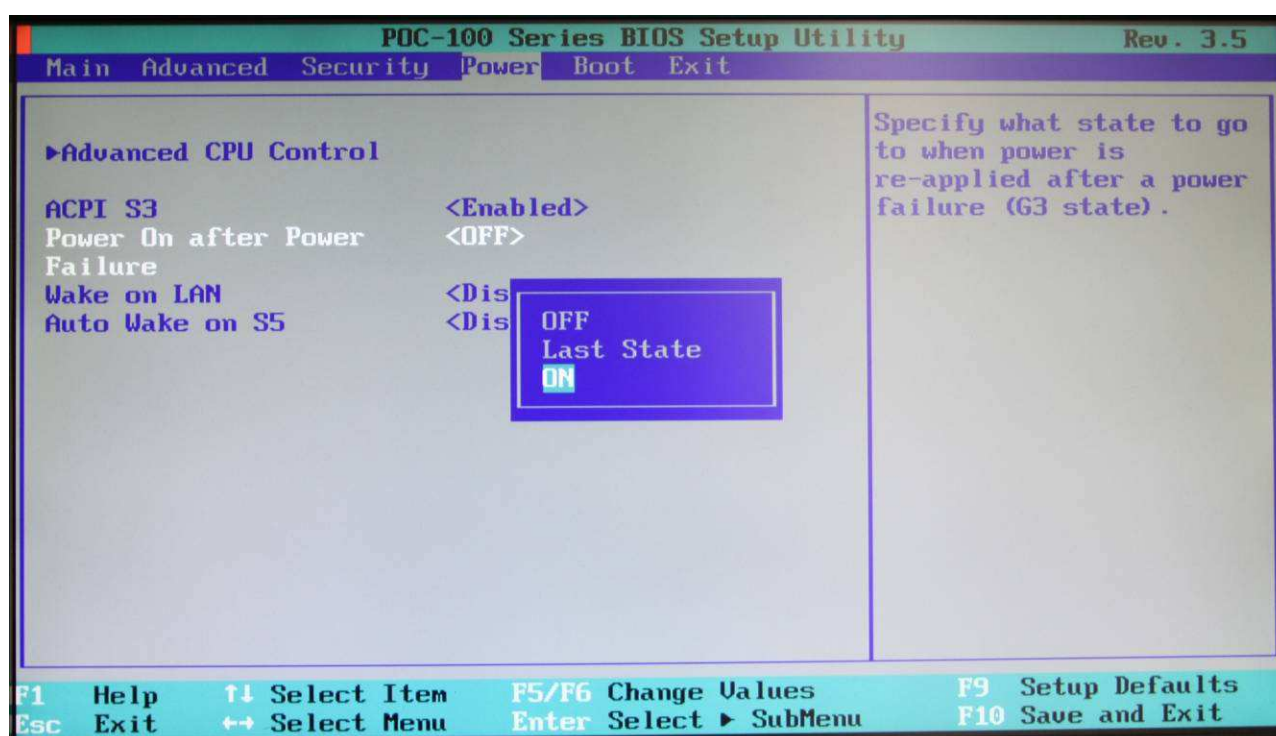 POC-100 Series BIOS Setup Utility Rev. 3.5
Main Advanced Security Power Boot Exit
►Advanced CPU Control
ACPI S3 <Enabled>
Power On after Power <OFF>
Failure
Wake on LAN <Dis
Auto Wake on S5 <Dis
OFF
Last State
ON
Specify what state to go
to when power is
re-applied after a power
failure (G3 state).
F1 Help ↑↓ Select Item F5/F6 Change Values F9 Setup Defaults
Esc Exit ↔ Select Menu Enter Select ► SubMenu F10 Save and Exit